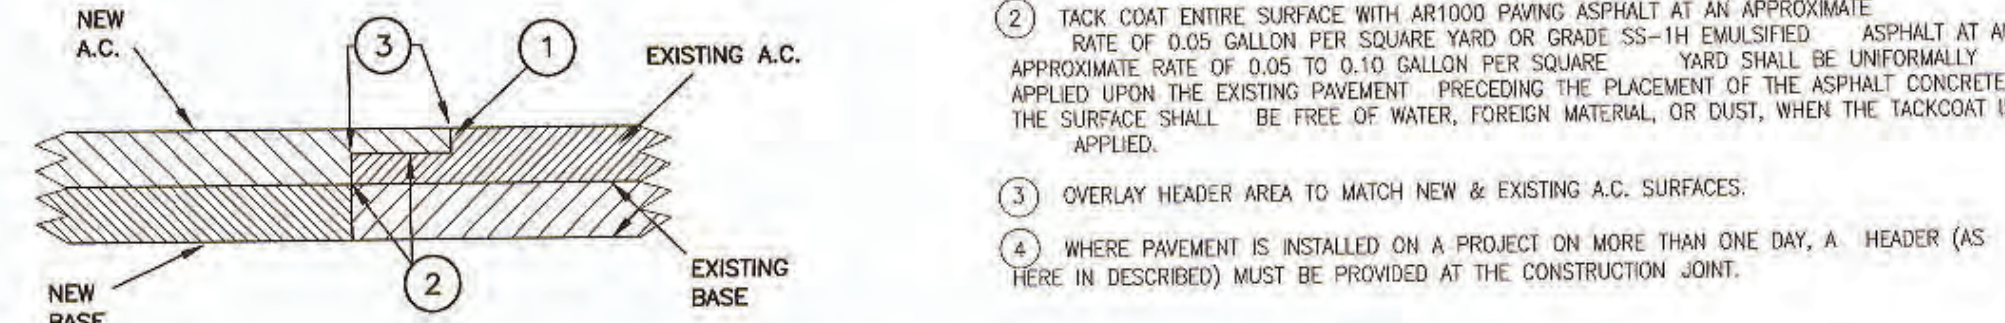 NEW
A.C.
3
1
EXISTING A.C.
2
EXISTING
BASE
NEW
BASE
2 TACK COAT ENTIRE SURFACE WITH AR1000 PAVING ASPHALT AT AN APPROXIMATE
RATE OF 0.05 GALLON PER SQUARE YARD OR GRADE SS-1H EMULSIFIED ASPHALT AT
APPROXIMATE RATE OF 0.05 TO 0.10 GALLON PER SQUARE YARD SHALL BE UNIFORMALLY
APPLIED UPON THE EXISTING PAVEMENT PRECEDING THE PLACEMENT OF THE ASPHALT CONCRETE
THE SURFACE SHALL BE FREE OF WATER, FOREIGN MATERIAL, OR DUST, WHEN THE TACKCOAT
APPLIED.
3 OVERLAY HEADER AREA TO MATCH NEW & EXISTING A.C. SURFACES.
4 WHERE PAVEMENT IS INSTALLED ON A PROJECT ON MORE THAN ONE DAY, A HEADER (AS
HERE IN DESCRIBED) MUST BE PROVIDED AT THE CONSTRUCTION JOINT.